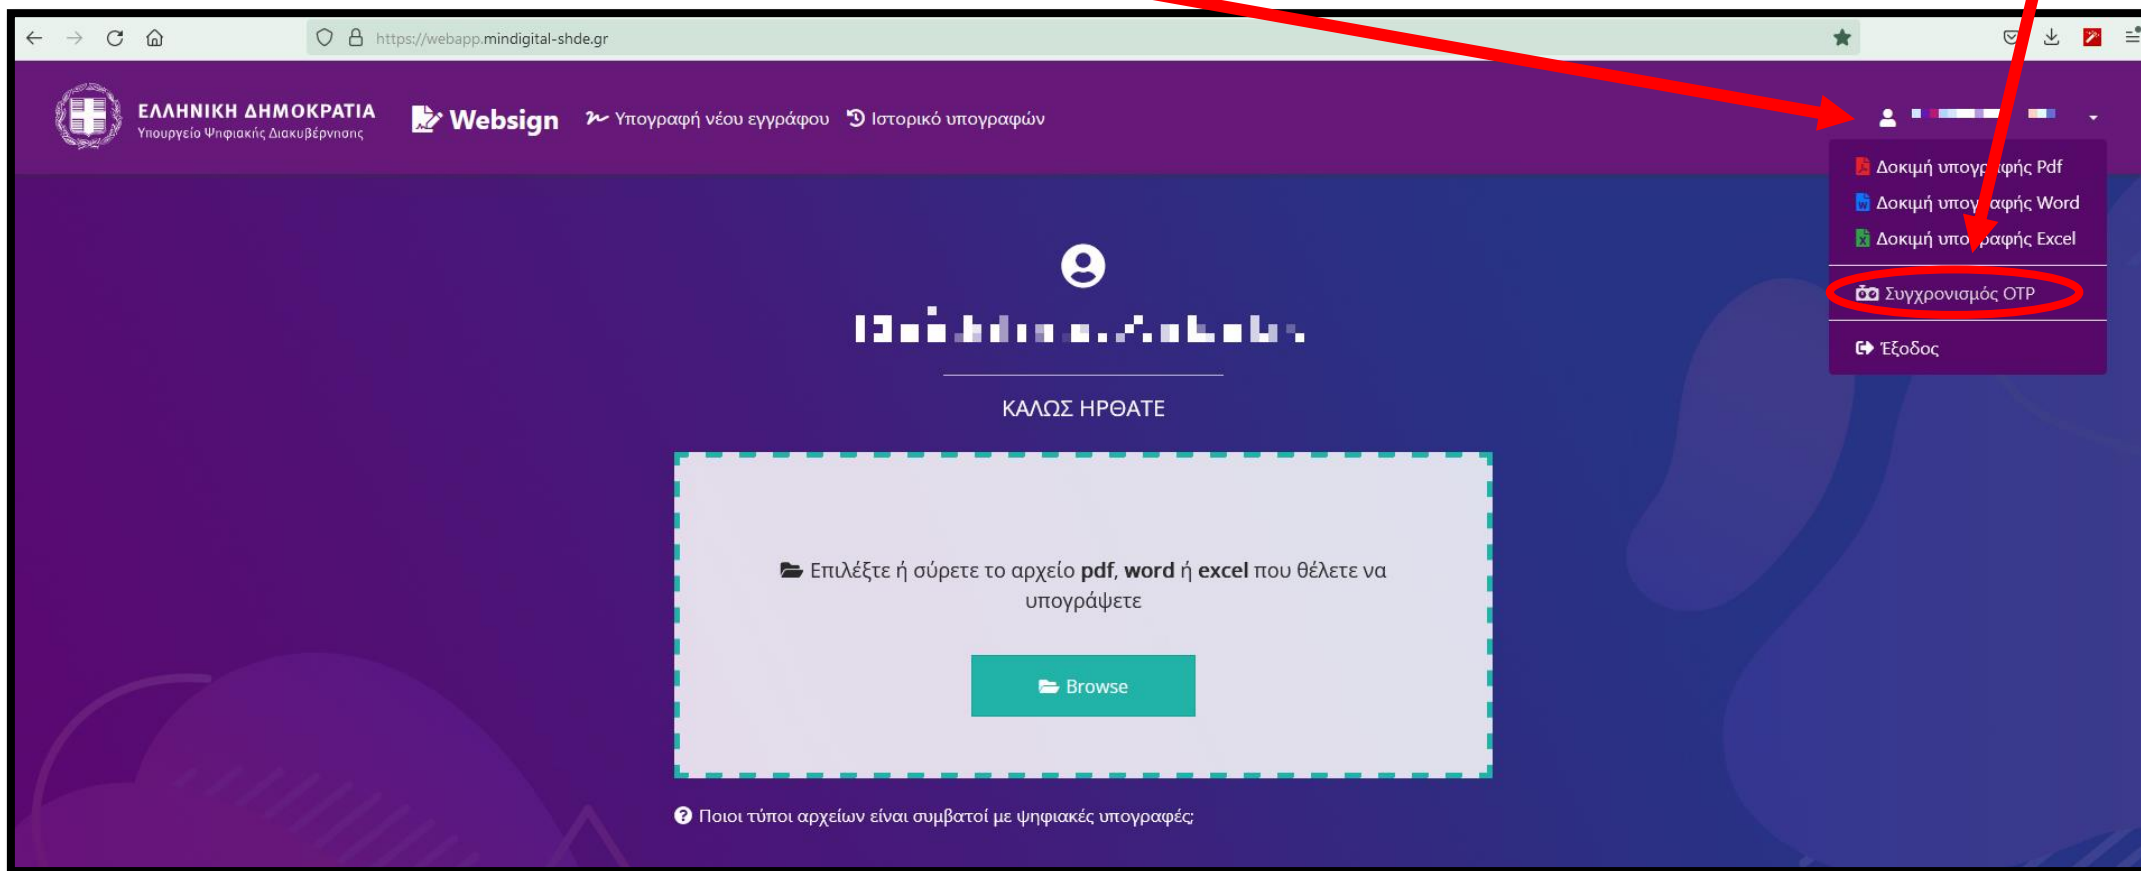 https://webapp.mindigital-shde.gr
ΕΛΛΗΝΙΚΗ ΔΗΜΟΚΡΑΤΙΑ
Υπουργείο Ψηφιακής Διακυβέρνησης
Websign
Υπογραφή νέου εγγράφου
Ιστορικό υπογραφών
Δοκιμή υπογραφής Pdf
Δοκιμή υπογραφής Word
Δοκιμή υπογραφής Excel
Συγχρονισμός OTP
Έξοδος
ΚΑΛΩΣ ΗΡΘΑΤΕ
Επιλέξτε ή σύρετε το αρχείο pdf, word ή excel που θέλετε να
υπογράψετε
Browse
Ποιοι τύποι αρχείων είναι συμβατοί με ψηφιακές υπογραφές;